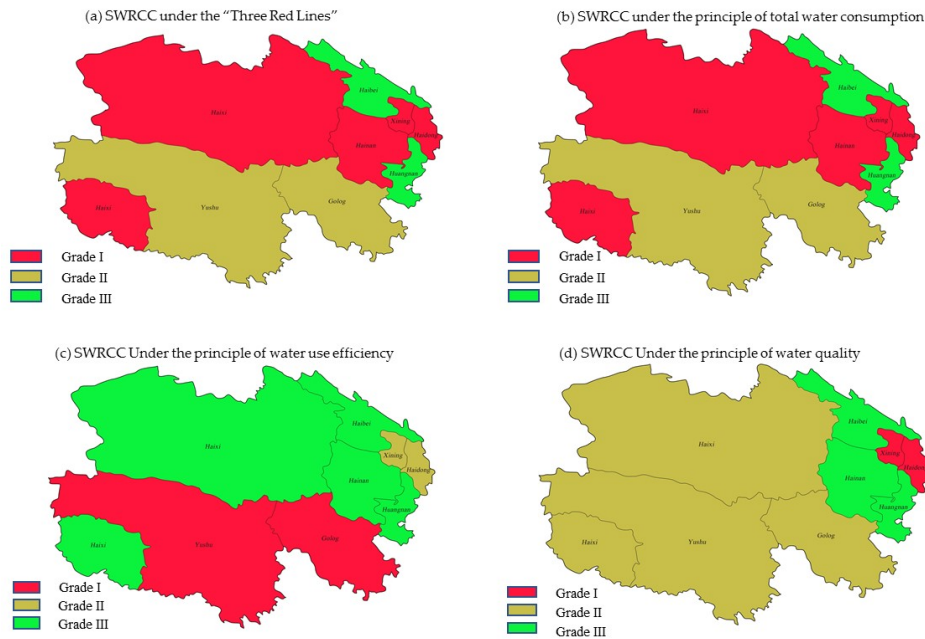 (a) SWRCC under the “Three Red Lines”
Haibei
Haixi
Xining
Haidong
Hainan
Huangnan
Haixi
Yushu
Golog
Grade I
Grade II
Grade III
(b) SWRCC under the principle of total water consumption
Haibei
Haixi
Xining
Haidong
Hainan
Huangnan
Haixi
Yushu
Golog
Grade I
Grade II
Grade III
(c) SWRCC Under the principle of water use efficiency
Haibei
Haixi
Xining
Haidong
Hainan
Huangnan
Haixi
Yushu
Golog
Grade I
Grade II
Grade III
(d) SWRCC Under the principle of water quality
Haibei
Haixi
Xining
Haidong
Hainan
Huangnan
Haixi
Yushu
Golog
Grade I
Grade II
Grade III